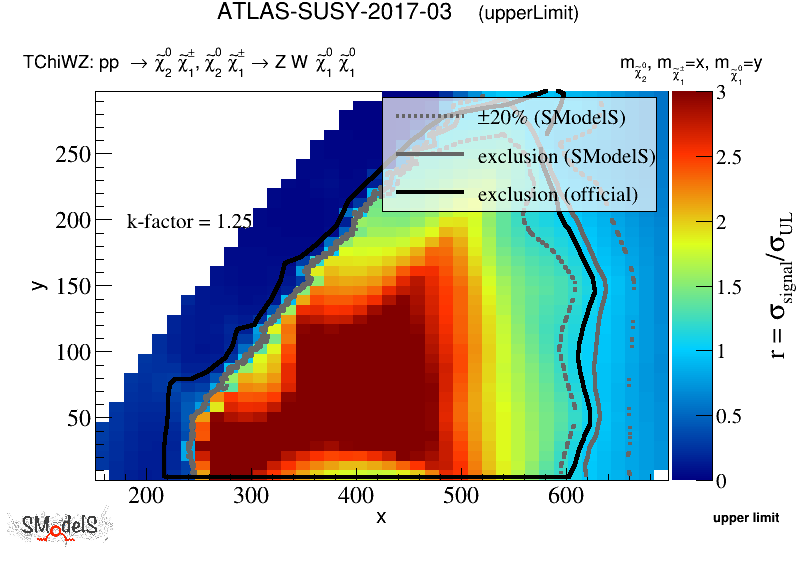 ATLAS-SUSY-2017-03 (upperLimit)
TChiWZ: pp → χ̃⁰₂ χ̃±₁, χ̃⁰₂ χ̃±₁ → Z W χ̃⁰₁ χ̃⁰₁
m_χ̃⁰₂, m_χ̃±₁=x, m_χ̃⁰₁=y
±20% (SModelS)
exclusion (SModelS)
exclusion (official)
k-factor = 1.25
y
250
200
150
100
50
200
300
400
500
600
x
3
2.5
2
1.5
1
0.5
0
r = σ_signal/σ_UL
SModelS
upper limit